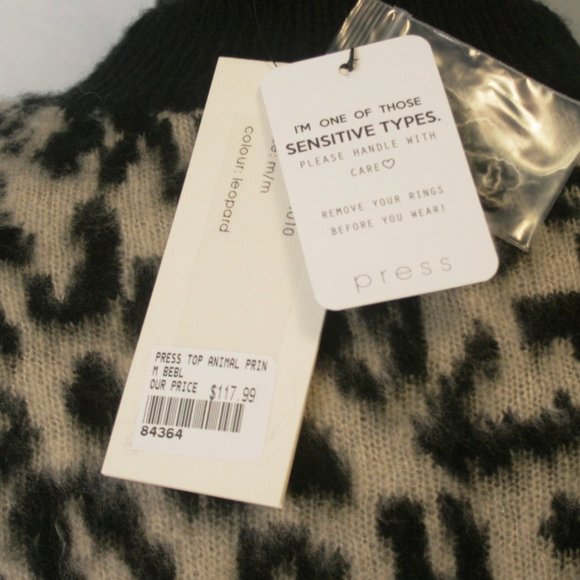 I'M ONE OF THOSE
SENSITIVE TYPES.
PLEASE HANDLE WITH
CARE♡
REMOVE YOUR RINGS
BEFORE YOU WEAR!
press
m/m
colour: leopard
PRESS TOP ANIMAL PRIN
M BEBL
OUR PRICE $117.99
84364